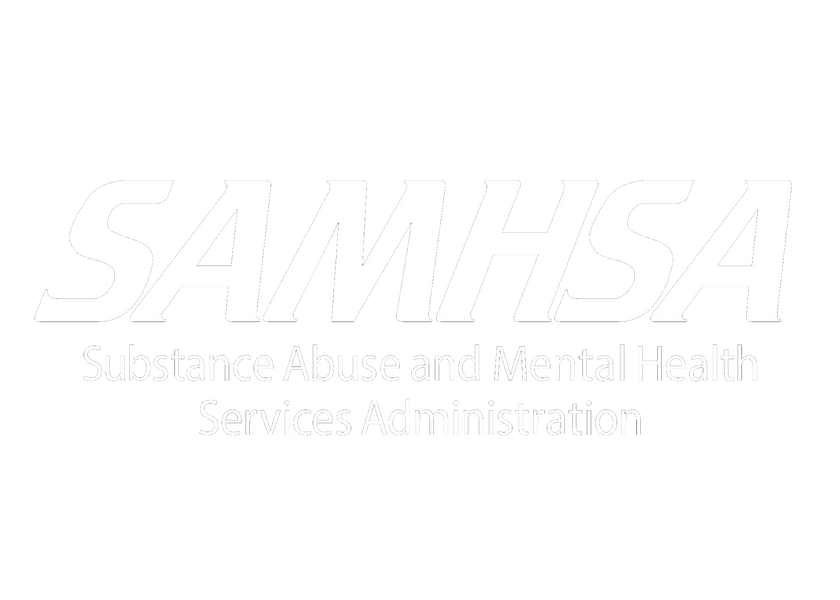 SAMHSA
Substance Abuse and Mental Health
Services Administration